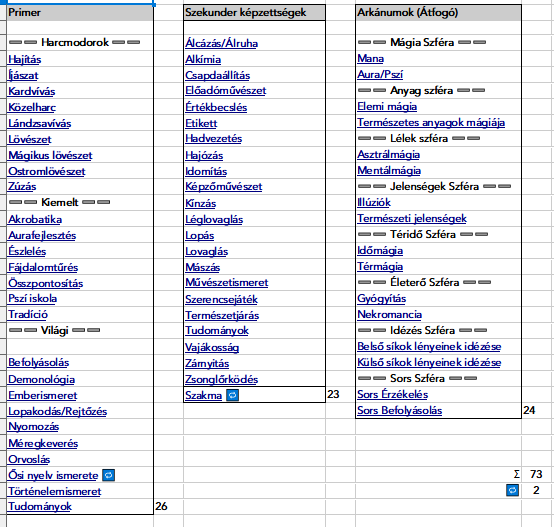 Primer
Harcmodorok
Hajítás
Íjászat
Kardvívás
Közelharc
Lándzsavívás
Lövészet
Mágikus lövészet
Ostromlövészet
Zúzás
Kiemelt
Akrobatika
Aurafejlesztés
Észlelés
Fájdalomtűrés
Összpontosítás
Pszí iskola
Tradíció
Világi
Befolyásolás
Demonológia
Emberismeret
Lopakodás/Rejtőzés
Nyomozás
Méregkeverés
Orvoslás
Ősi nyelv ismerete
Történelemismeret
Tudományok 26
Szekunder képzettségek
Álcázás/Álruha
Alkímia
Csapdaállítás
Előadóművészet
Értékbecslés
Etikett
Hadvezetés
Hajózás
Idomítás
Képzőművészet
Kínzás
Léglovaglás
Lopás
Lovaglás
Mászás
Művészetismeret
Szerencsejáték
Természetjárás
Tudományok
Vajákosság
Zárnyitás
Zsonglőrködés
Szakma 23
Arkánumok (Átfogó)
Mágia Szféra
Mana
Aura/Pszí
Anyag szféra
Elemi mágia
Természetes anyagok mágiája
Lélek szféra
Asztrálmágia
Mentálmágia
Jelenségek Szféra
Illúziók
Természeti jelenségek
Téridő Szféra
Időmágia
Térmágia
Életerő Szféra
Gyógyítás
Nekromancia
Idézés Szféra
Belső síkok lényeinek idézése
Külső síkok lényeinek idézése
Sors Szféra
Sors Érzékelés
Sors Befolyásolás 24
Σ 73
2